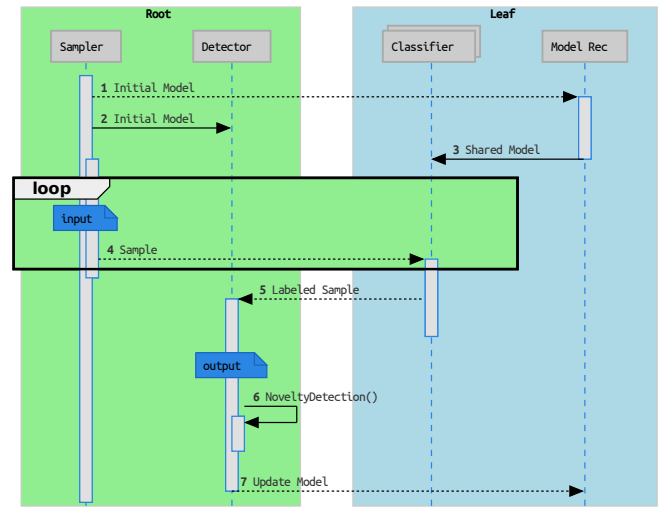 Root
Leaf
Sampler
Detector
Classifier
Model Rec
1 Initial Model
2 Initial Model
3 Shared Model
loop
input
4 Sample
5 Labeled Sample
output
6 NoveltyDetection()
7 Update Model